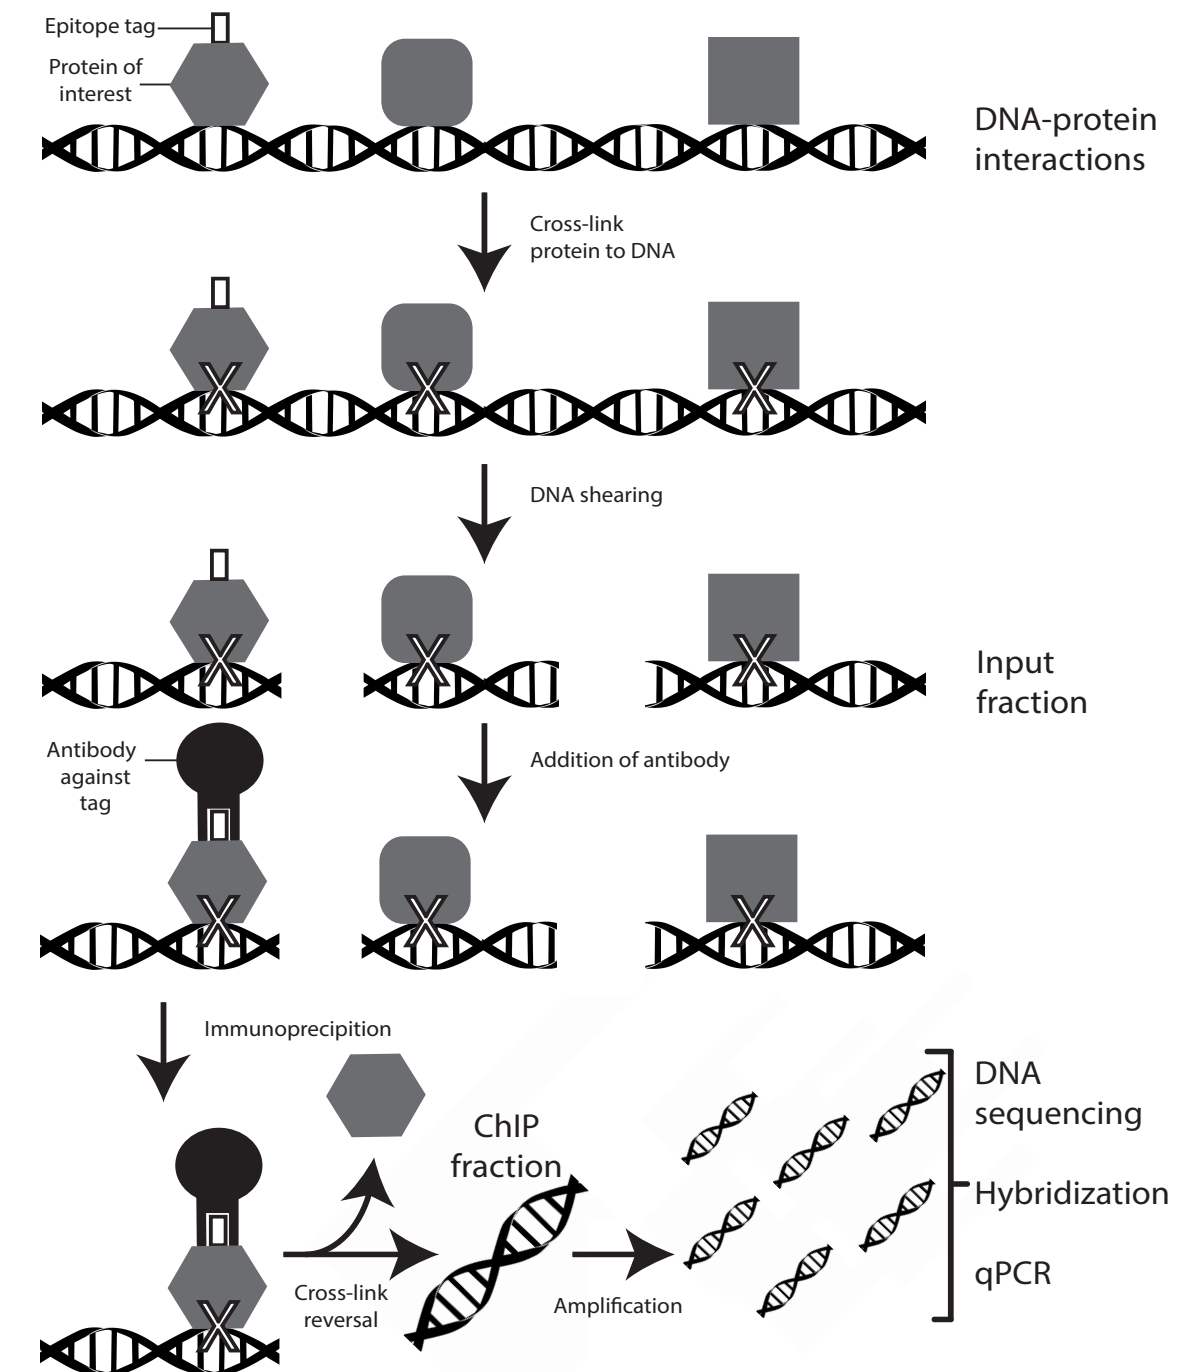 Epitope tag
Protein of
interest
DNA-protein
interactions
Cross-link
protein to DNA
X X X
DNA shearing
X X X
Input
fraction
Antibody
against
tag
Addition of antibody
X X X
Immunoprecipition
ChIP
fraction
DNA
sequencing
Hybridization
qPCR
Cross-link
reversal
Amplification
X